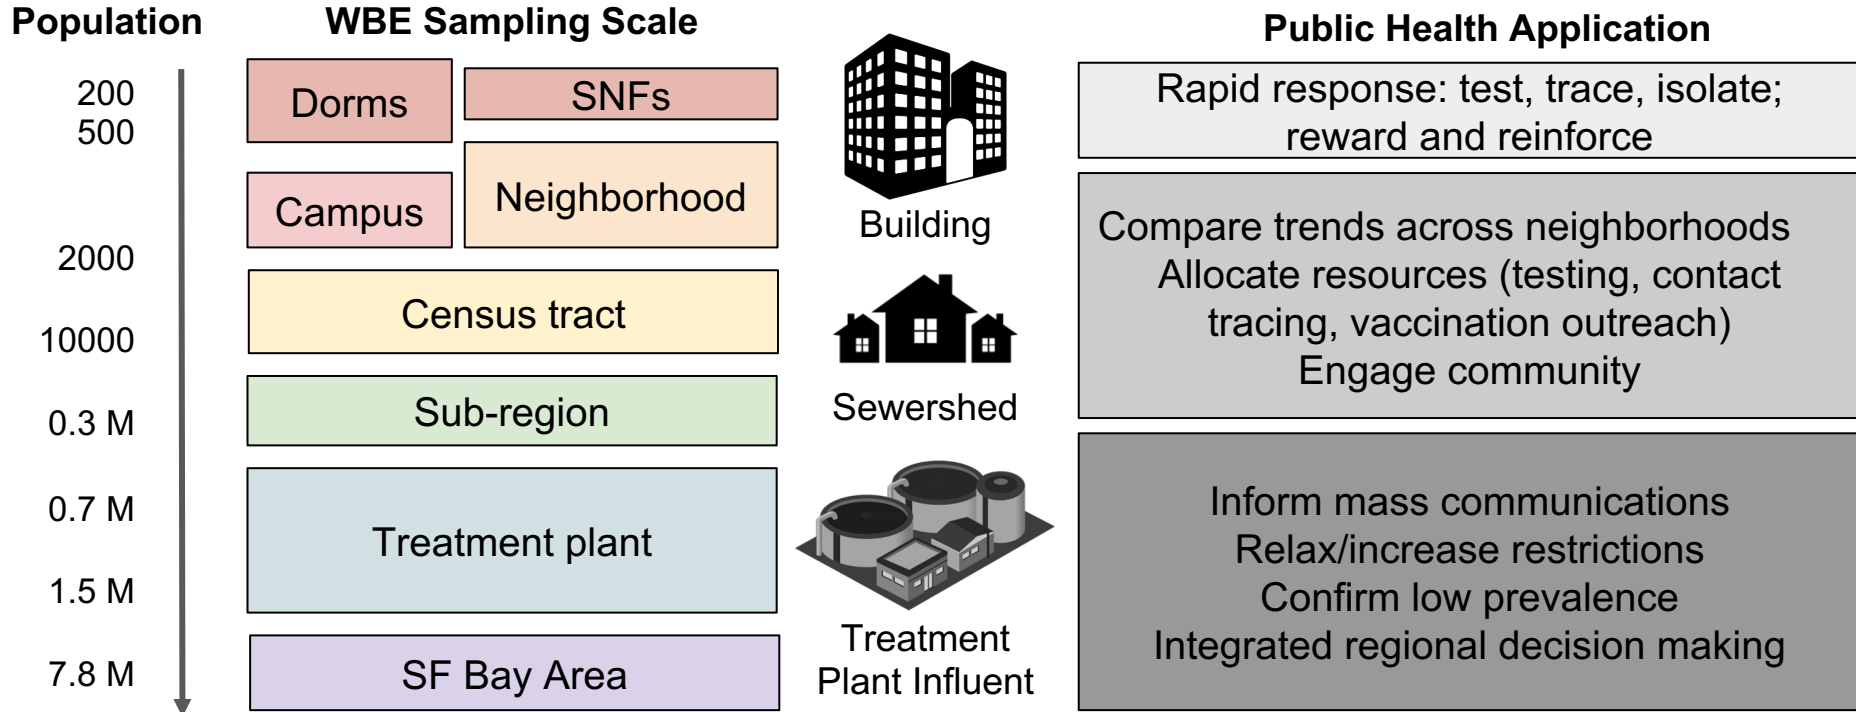 Population
WBE Sampling Scale
Public Health Application
200
500
2000
10000
0.3 M
0.7 M
1.5 M
7.8 M
Dorms
SNFs
Campus
Neighborhood
Census tract
Sub-region
Treatment plant
SF Bay Area
Building
Sewershed
Treatment
Plant Influent
Rapid response: test, trace, isolate;
reward and reinforce
Compare trends across neighborhoods
Allocate resources (testing, contact
tracing, vaccination outreach)
Engage community
Inform mass communications
Relax/increase restrictions
Confirm low prevalence
Integrated regional decision making